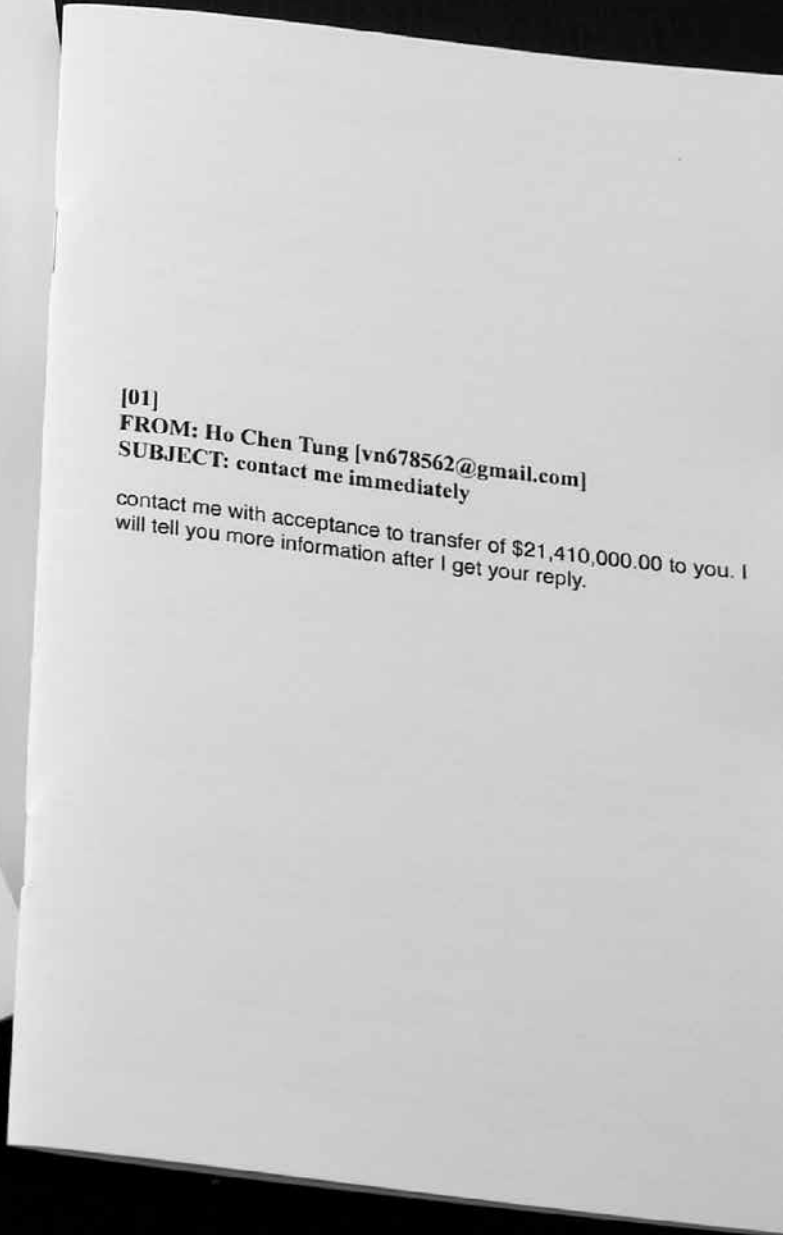 [01]
FROM: Ho Chen Tung [vn678562@gmail.com]
SUBJECT: contact me immediately
contact me with acceptance to transfer of $21,410,000.00 to you. I
will tell you more information after I get your reply.